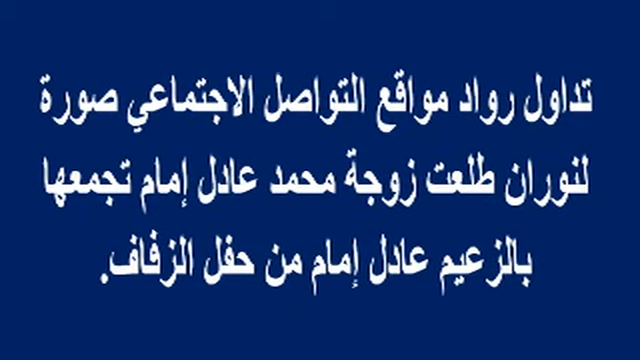 تداول رواد مواقع التواصل الاجتماعي صورة
لنوران طلعت زوجة محمد عادل إمام تجمعها
بالزعيم عادل إمام من حفل الزفاف.